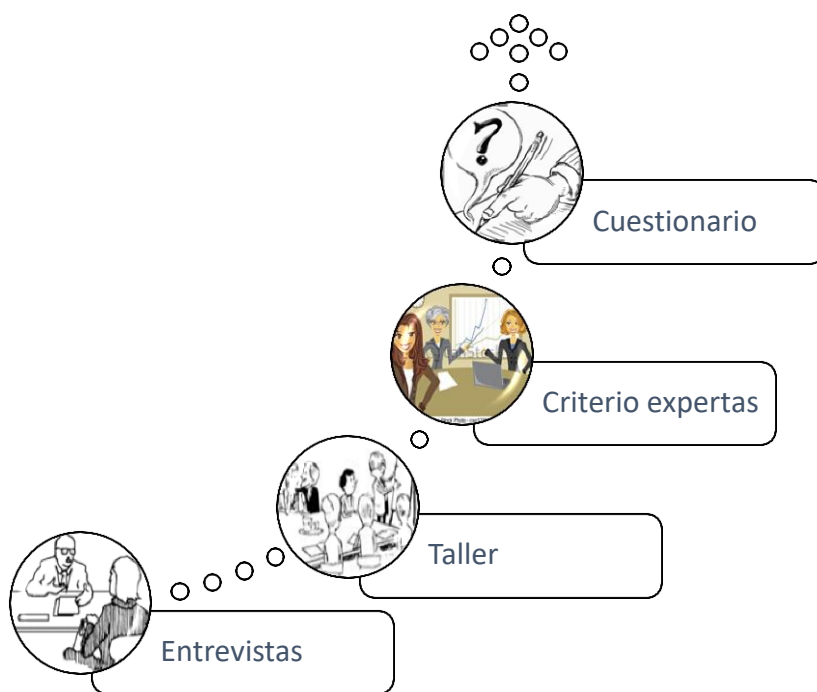 ?
Cuestionario
Criterio expertas
Taller
Entrevistas